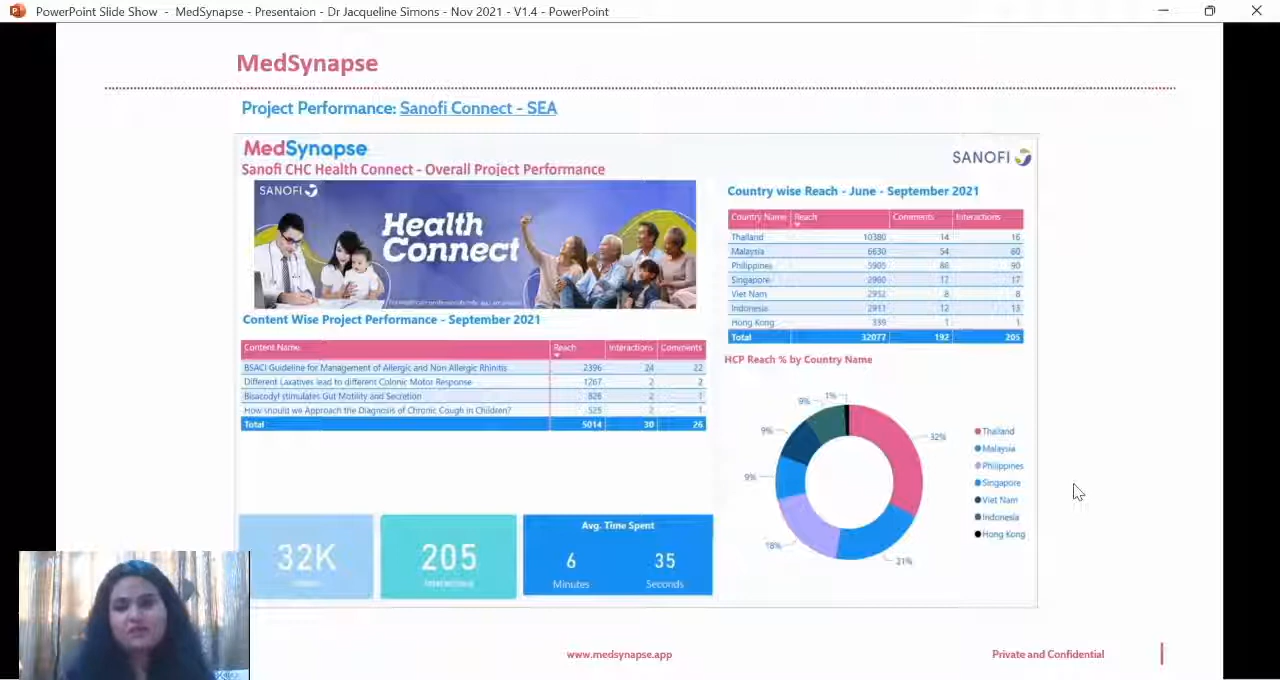 PowerPoint Slide Show - MedSynapse - Presentaion - Dr Jacqueline Simons - Nov 2021 - V1.4 - PowerPoint
MedSynapse
Project Performance: Sanofi Connect - SEA
MedSynapse
SANOFI
Sanofi CHC Health Connect - Overall Project Performance
SANOFI
Health
Connect
Content Wise Project Performance - September 2021
Content Name Reach Interactions Comments
BSACI Guideline for Management of Allergic and Non Allergic Rhinitis 2396 24 22
Different Laxatives lead to different Colonic Motor Response 1267 2 2
Bisacodyl stimulates Gut Motility and Secretion 826 2 1
How should we Approach the Diagnosis of Chronic Cough in Children? 525 2 1
Total 5014 30 26
Country wise Reach - June - September 2021
Country Name Reach Comments Interactions
Thailand 10380 14 16
Malaysia 6630 54 60
Philippines 5905 86 90
Singapore 2960 17 17
Viet Nam 2952 8 8
Indonesia 2911 12 13
Hong Kong 339 1 1
Total 32077 192 205
HCP Reach % by Country Name
1%
9%
9%
9%
18%
21%
32%
Thailand
Malaysia
Philippines
Singapore
Viet Nam
Indonesia
Hong Kong
32K
205
Avg. Time Spent
6 35
Minutes Seconds
www.medsynapse.app
Private and Confidential